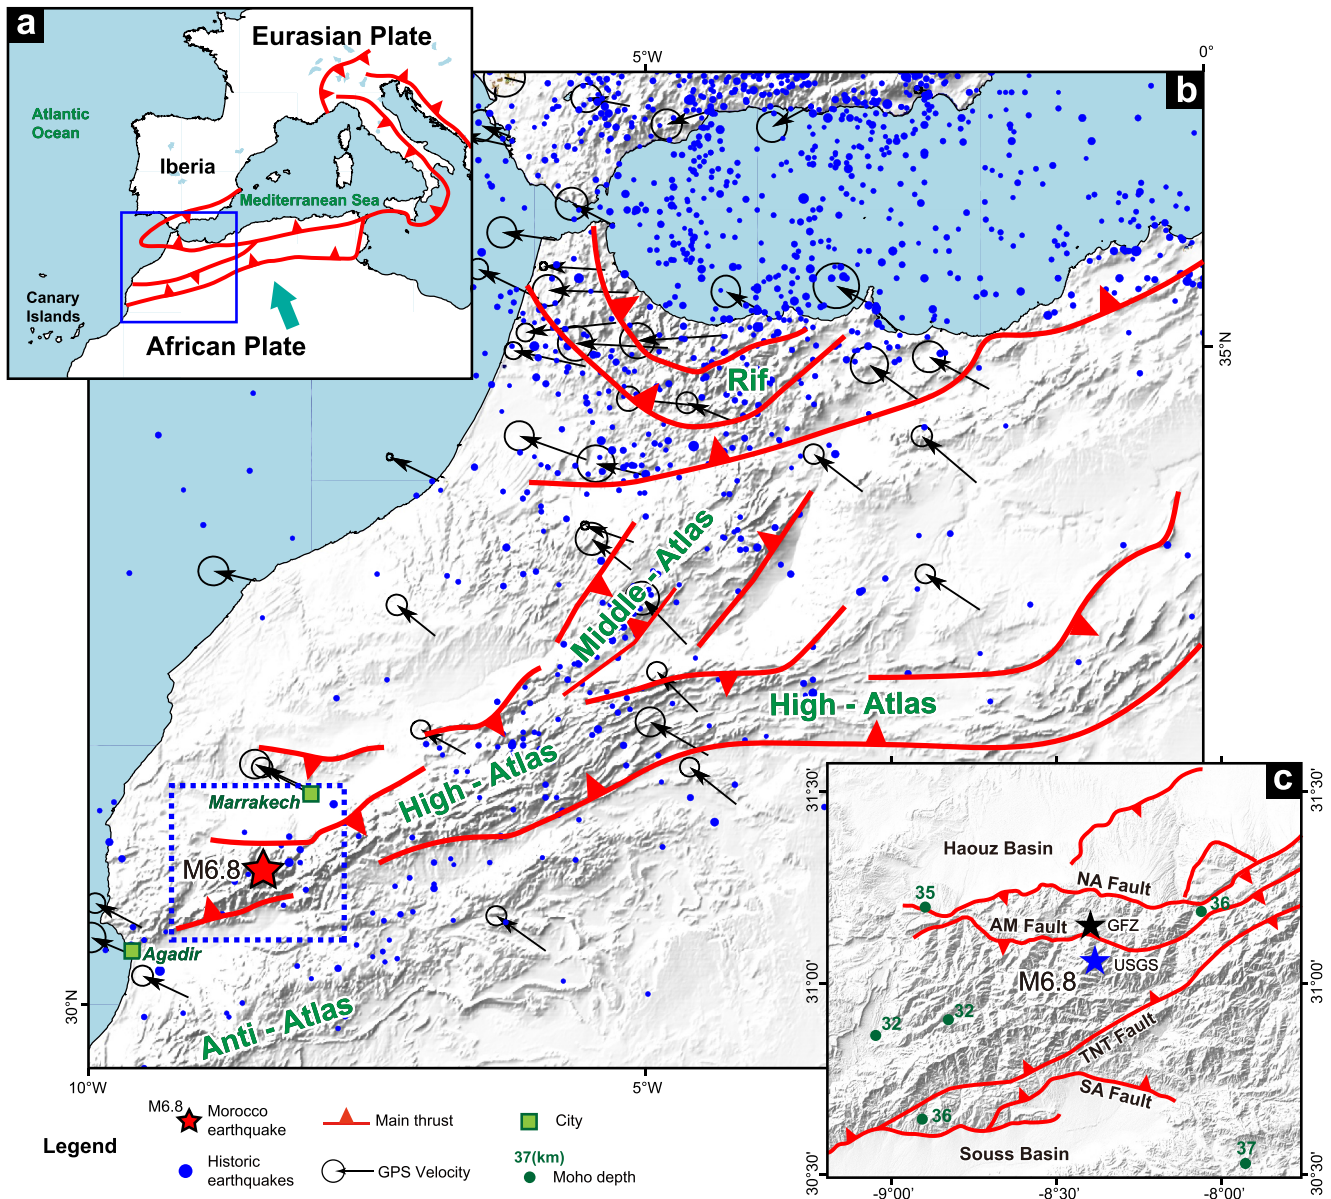 a
Eurasian Plate
Atlantic
Ocean
Iberia
Mediterranean Sea
Canary
Islands
African Plate
b
5°W
0°
35°N
30°N
10°W
5°W
0°
Rif
Middle - Atlas
High - Atlas
High - Atlas
Anti - Atlas
Marrakech
M6.8
Agadir
c
31°30'
31°00'
30°30'
31°30'
31°00'
30°30'
-9°00'
-8°30'
-8°00'
Haouz Basin
NA Fault
35
36
AM Fault
GFZ
USGS
M6.8
32
32
TNT Fault
SA Fault
36
Souss Basin
37
Legend
M6.8
Morocco
earthquake
Historic
earthquakes
Main thrust
GPS Velocity
City
37(km)
Moho depth